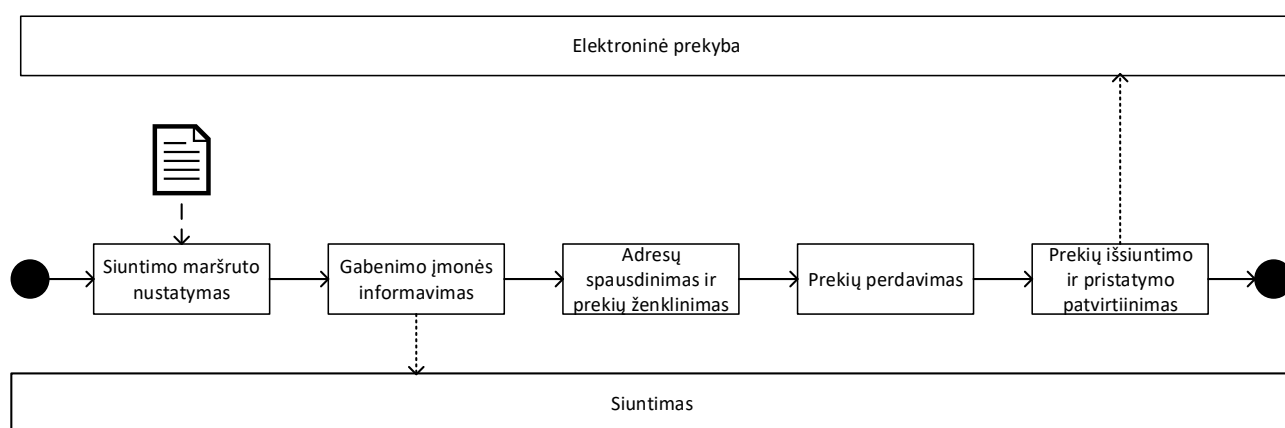 Elektroninė prekyba
Siuntimo maršruto
nustatymas
Gabenimo įmonės
informavimas
Adresų
spausdinimas ir
prekių ženklinimas
Prekių perdavimas
Prekių išsiuntimo
ir pristatymo
patvirtiinimas
Siuntimas